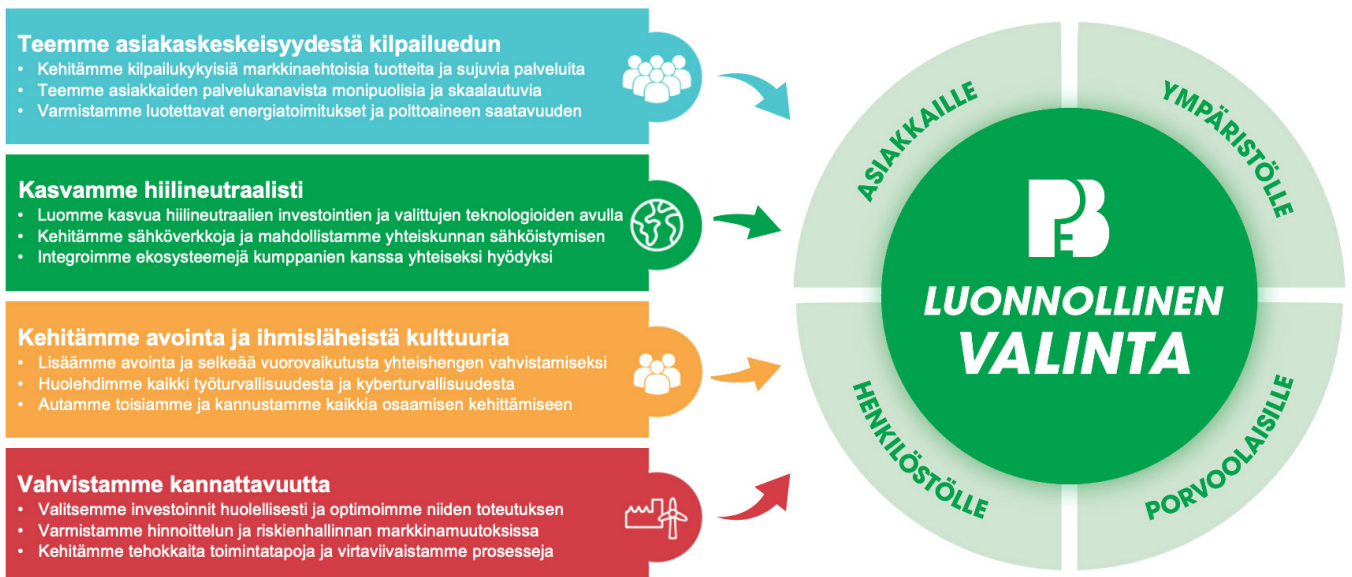 Teemme asiakaskeskeisyydestä kilpailuedun
• Kehitämme kilpailukykyisiä markkinaehtoisia tuotteita ja sujuvia palveluita
• Teemme asiakkaiden palvelukanavista monipuolisia ja skaalautuvia
• Varmistamme luotettavat energiatoimitukset ja polttoaineen saatavuuden
Kasvamme hiilineutraalisti
• Luomme kasvua hiilineutraalien investointien ja valittujen teknologioiden avulla
• Kehitämme sähköverkkoja ja mahdollistamme yhteiskunnan sähköistymisen
• Integroimme ekosysteemejä kumppanien kanssa yhteiseksi hyödyksi
Kehitämme avointa ja ihmisläheistä kulttuuria
• Lisäämme avointa ja selkeää vuorovaikutusta yhteishengen vahvistamiseksi
• Huolehdimme kaikki työturvallisuudesta ja kyberturvallisuudesta
• Autamme toisiamme ja kannustamme kaikkia osaamisen kehittämiseen
Vahvistamme kannattavuutta
• Valitsemme investoinnit huolellisesti ja optimoimme niiden toteutuksen
• Varmistamme hinnoittelun ja riskienhallinnan markkinamuutoksissa
• Kehitämme tehokkaita toimintatapoja ja virtaviivaistamme prosesseja
ASIAKKAILLE
YMPÄRISTÖLLE
PBE
LUONNOLLINEN
VALINTA
HENKILÖSTÖLLE
PORVOOLAISILLE